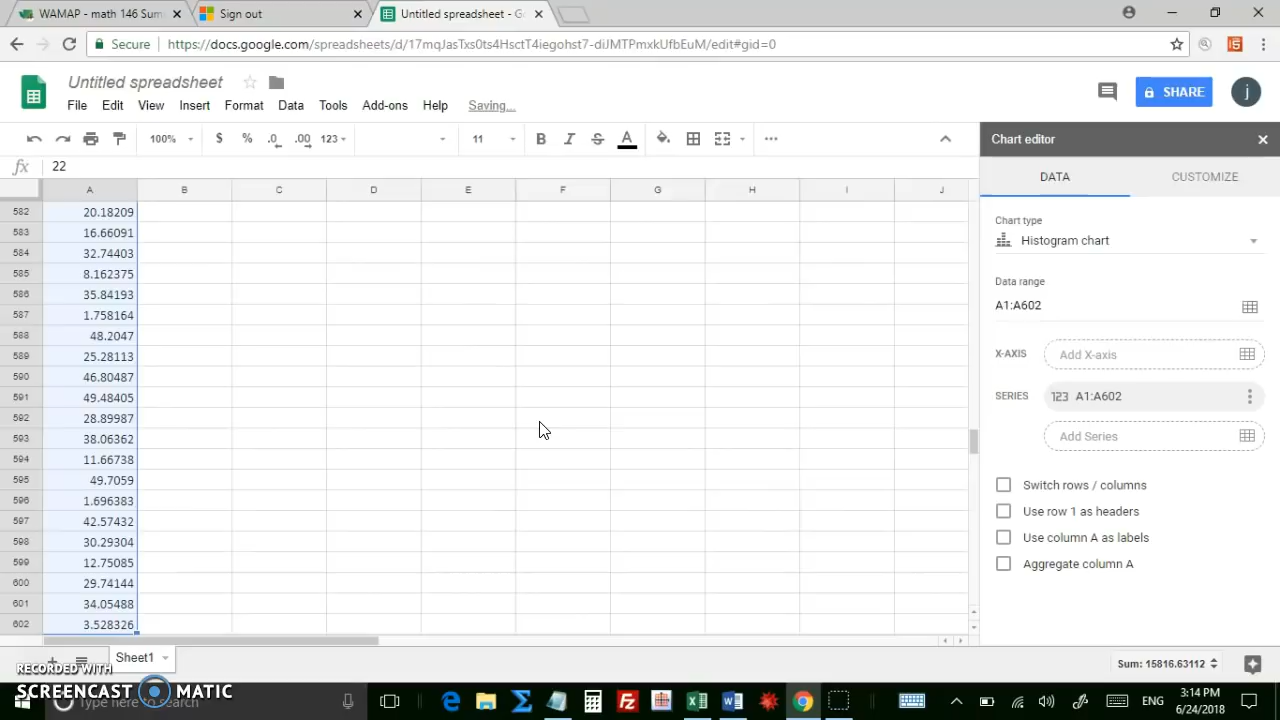 WAMAP - math 146 Sum
Sign out
Untitled spreadsheet - Go
Secure
https://docs.google.com/spreadsheets/d/17mqJasTxs0ts4HsctT4iegohst7-diJMTPmxkUfbEuM/edit#gid=0
Untitled spreadsheet
File Edit View Insert Format Data Tools Add-ons Help Saving...
SHARE
j
100% $ % .0 .00 123 11 B I S A
Chart editor
fx 22
DATA CUSTOMIZE
A B C D E F G H I J
582 20.18209
583 16.66091
584 32.74403
585 8.162375
586 35.84193
587 1.758164
588 48.2047
589 25.28113
590 46.80487
591 49.48405
592 28.89987
593 38.06362
594 11.66738
595 49.7059
596 1.696383
597 42.57432
598 30.29304
599 12.75085
600 29.74144
601 34.05488
602 3.528326
Chart type
Histogram chart
Data range
A1:A602
X-AXIS Add X-axis
SERIES 123 A1:A602
Add Series
Switch rows / columns
Use row 1 as headers
Use column A as labels
Aggregate column A
Sheet1
Sum: 15816.63112
RECORDED WITH
SCREENCAST MATIC
Type here to search
ENG
3:14 PM
6/24/2018